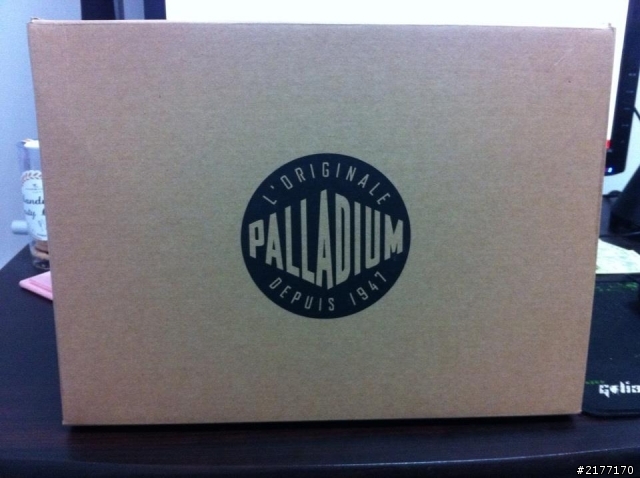 L'ORIGINALE
PALLADIUM
DEPUIS 1947
#2177170